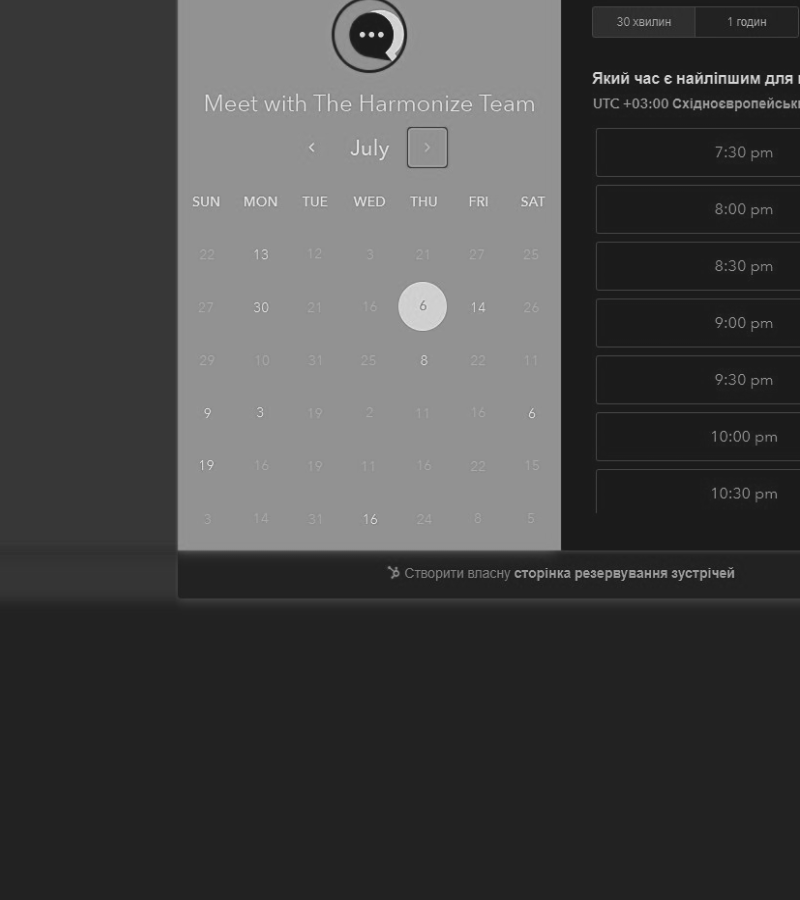 Meet with The Harmonize Team
July
SUN MON TUE WED THU FRI SAT
22 13 12 3 21 27 25
27 30 21 16 6 14 26
29 10 31 25 8 22 11
9 3 19 2 11 16 6
19 16 19 11 16 22 15
3 14 31 16 24 8 5
30 хвилин 1 годин
Який час є найліпшим для
UTC +03:00 Східноєвропейськ
7:30 pm
8:00 pm
8:30 pm
9:00 pm
9:30 pm
10:00 pm
10:30 pm
Створити власну сторінка резервування зустрічей